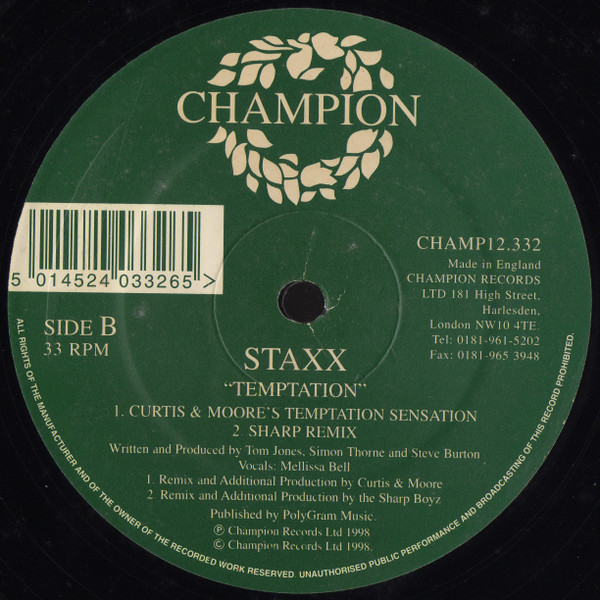 CHAMPION
5 014524 033265 >
CHAMP12.332
Made in England
CHAMPION RECORDS
LTD 181 High Street,
Harlesden,
London NW10 4TE.
Tel: 0181-961-5202
Fax: 0181-965 3948
SIDE B
33 RPM
STAXX
“TEMPTATION”
1. CURTIS & MOORE'S TEMPTATION SENSATION
2. SHARP REMIX
Written and Produced by Tom Jones, Simon Thorne and Steve Burton
Vocals: Mellissa Bell
1. Remix and Additional Production by Curtis & Moore
2. Remix and Additional Production by the Sharp Boyz
Published by PolyGram Music.
℗ Champion Records Ltd 1998
© Champion Records Ltd 1998.
ALL RIGHTS OF THE MANUFACTURER AND OF THE OWNER OF THE RECORDED WORK RESERVED. UNAUTHORISED PUBLIC PERFORMANCE AND BROADCASTING OF THIS RECORD PROHIBITED.